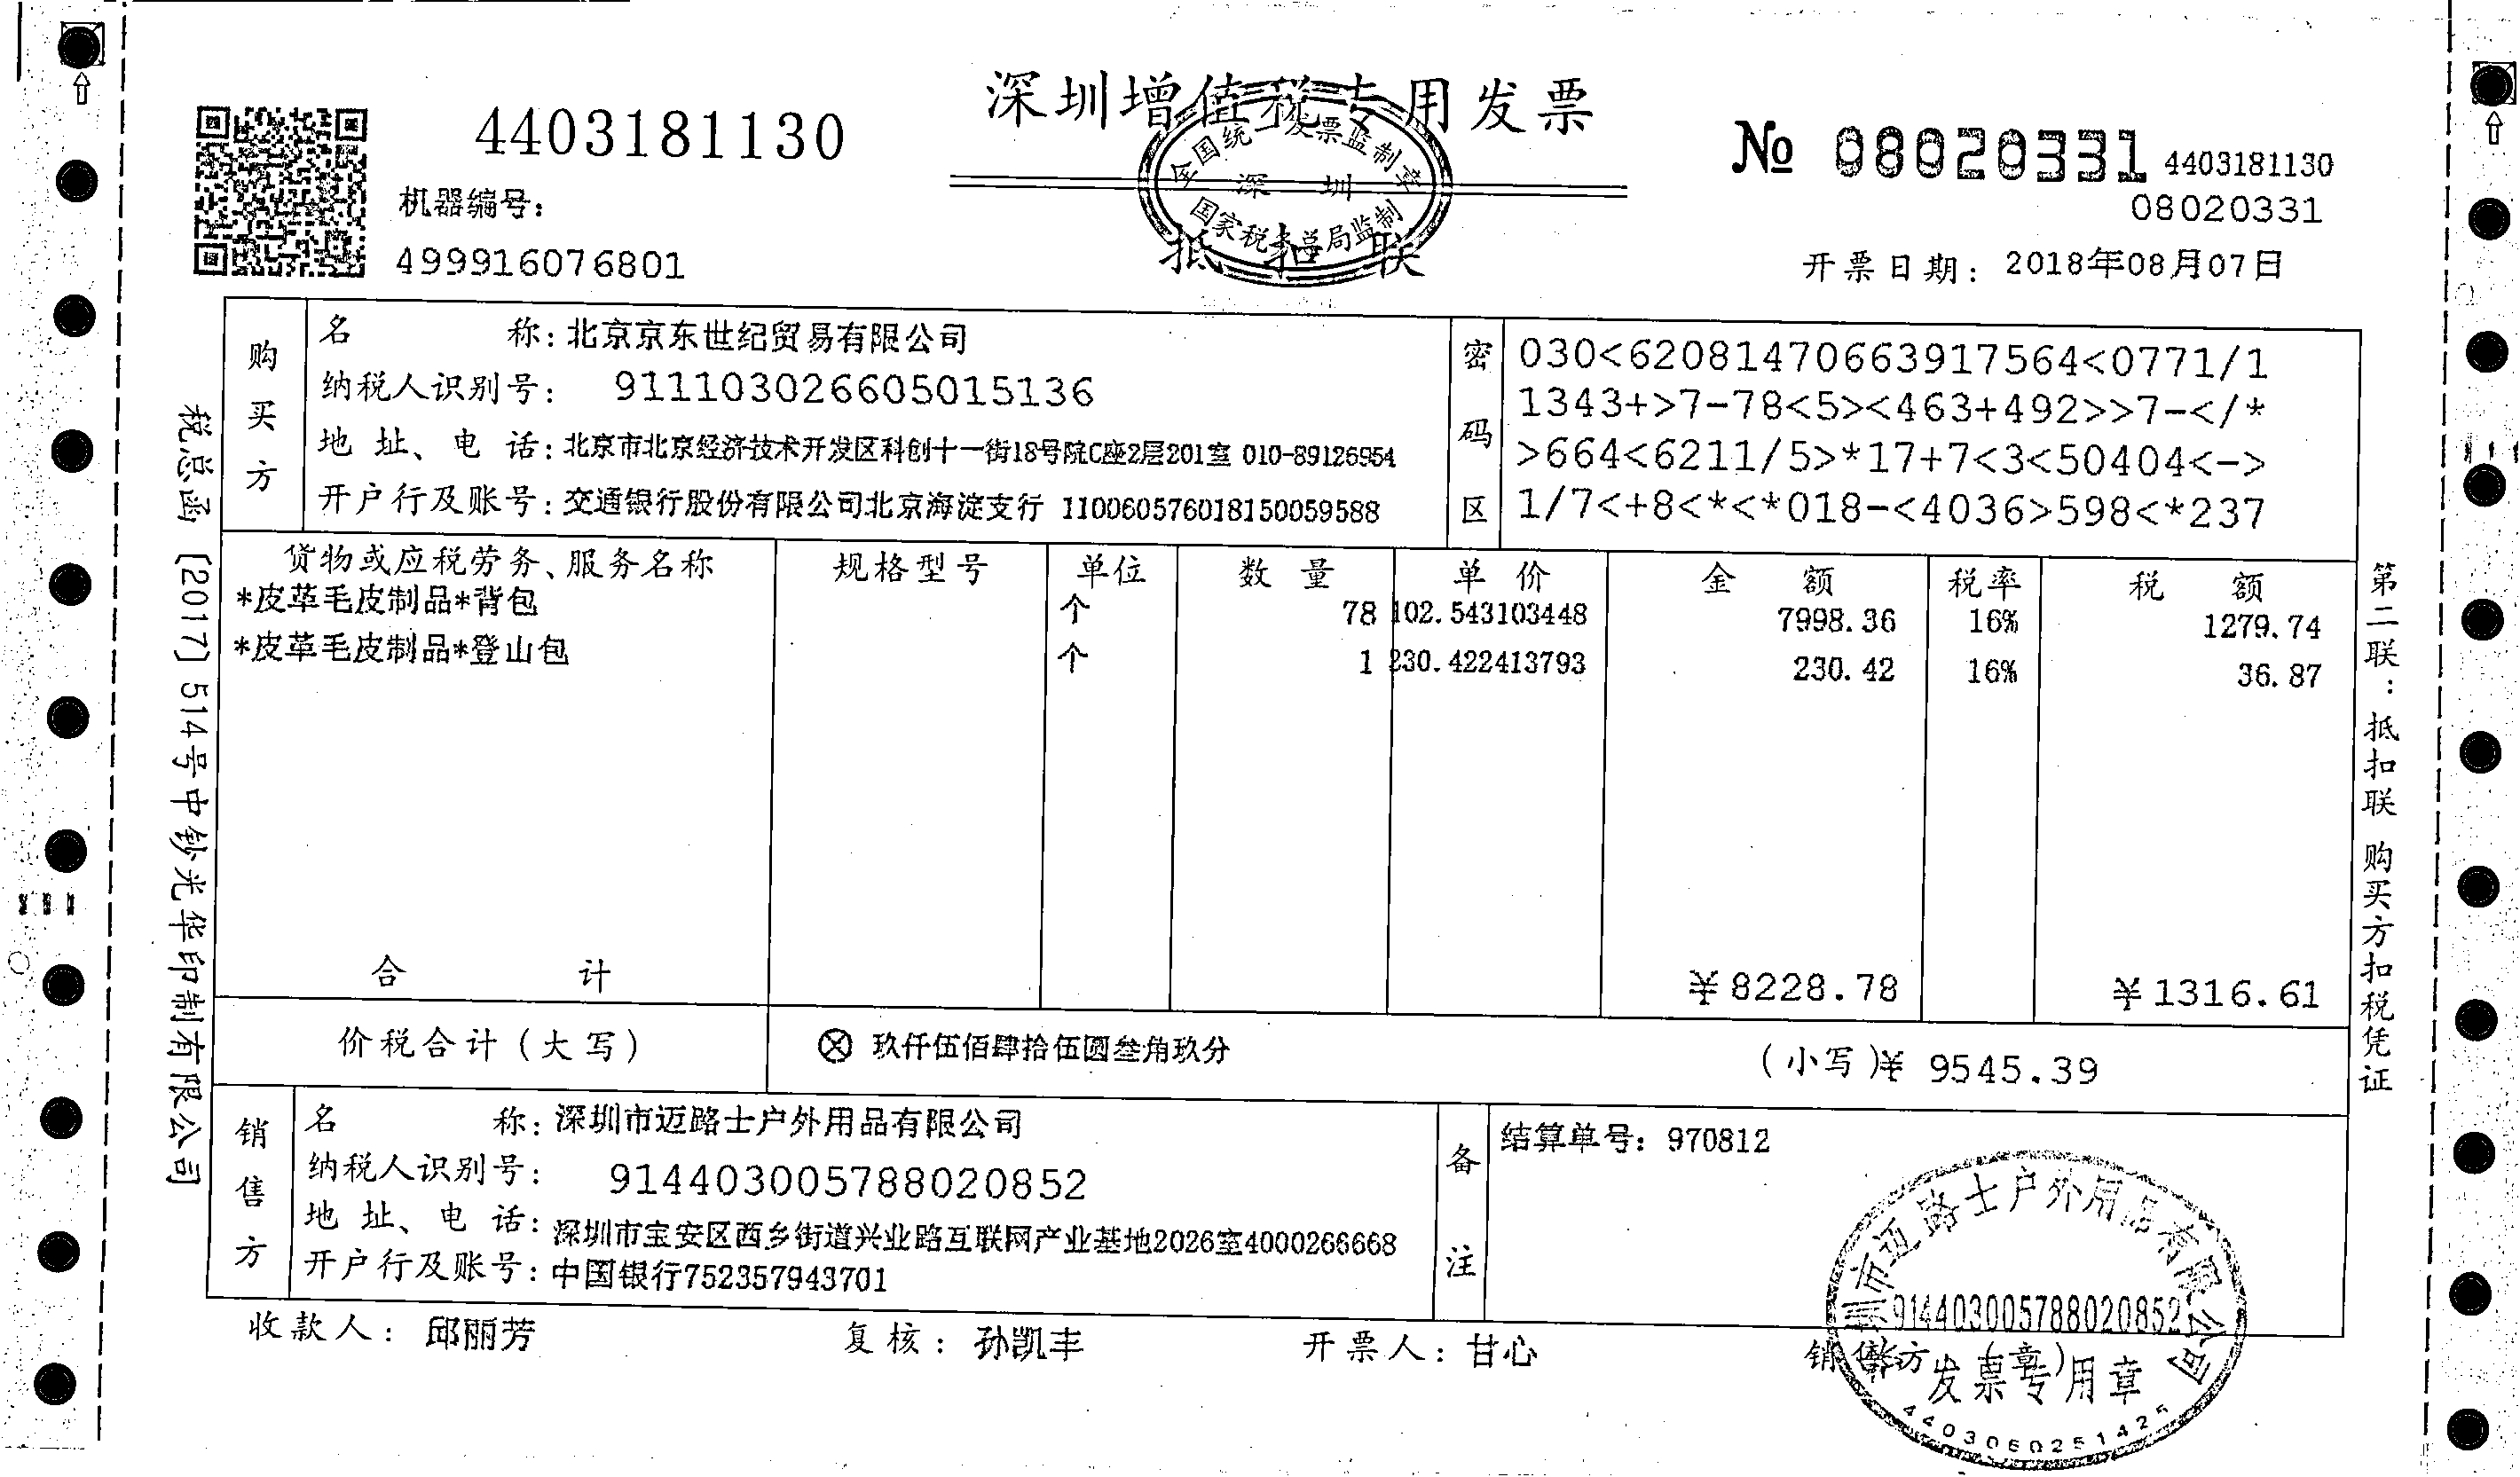 深圳增值税专用发票
4403181130
№ 08020331 4403181130
08020331
机器编号:
499916076801
全国统一发票监制章
深圳
国家税务总局监制
抵扣联
开票日期: 2018年08月07日
税总函〔2017〕514号中钞光华印制有限公司
购买方
名称: 北京京东世纪贸易有限公司
纳税人识别号: 911103026605015136
地址、电话: 北京市北京经济技术开发区科创十一街18号院C座2层201室 010-89126954
开户行及账号: 交通银行股份有限公司北京海淀支行 110060576018150059588
密码区
030<62081470663917564<0771/1
1343+>7-78<5><463+492>>7-</*
>664<6211/5>*17+7<3<50404<->
1/7<+8<*<*018-<4036>598<*237
货物或应税劳务、服务名称 规格型号 单位 数量 单价 金额 税率 税额
*皮革毛皮制品*背包 个 78 102.543103448 7998.36 16% 1279.74
*皮革毛皮制品*登山包 个 1 230.422413793 230.42 16% 36.87
合计 ¥8228.78 ¥1316.61
价税合计(大写) ⊗ 玖仟伍佰肆拾伍圆叁角玖分 (小写)¥ 9545.39
销售方
名称: 深圳市迈路士户外用品有限公司
纳税人识别号: 914403005788020852
地址、电话: 深圳市宝安区西乡街道兴业路互联网产业基地2026室4000266668
开户行及账号: 中国银行752357943701
备注
结算单号: 970812
第二联: 抵扣联 购买方扣税凭证
收款人: 邱丽芳 复核: 孙凯丰 开票人: 甘心 销售方:(章)
圳市迈路士户外用品有限公司
914403005788020852
发票专用章
4403060251425